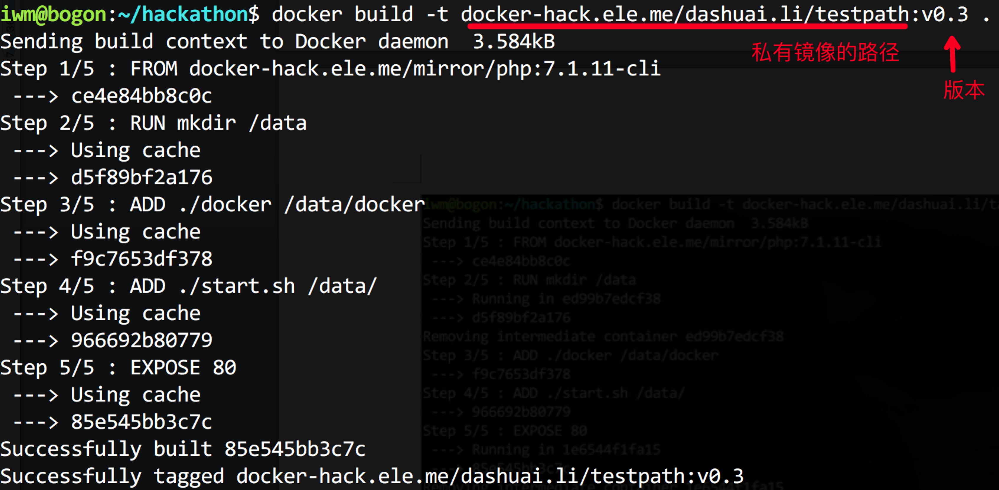 iwm@bogon:~/hackathon$ docker build -t docker-hack.ele.me/dashuai.li/testpath:v0.3 .
Sending build context to Docker daemon  3.584kB
私有镜像的路径
Step 1/5 : FROM docker-hack.ele.me/mirror/php:7.1.11-cli
版本
---> ce4e84bb8c0c
Step 2/5 : RUN mkdir /data
---> Using cache
---> d5f89bf2a176
Step 3/5 : ADD ./docker /data/docker
---> Using cache
---> f9c7653df378
Step 4/5 : ADD ./start.sh /data/
---> Using cache
---> 966692b80779
Step 5/5 : EXPOSE 80
---> Using cache
---> 85e545bb3c7c
Successfully built 85e545bb3c7c
Successfully tagged docker-hack.ele.me/dashuai.li/testpath:v0.3
iwm@bogon:~/hackathon$ docker build -t docker-hack.ele.me/dashuai.li/
Sending build context to Docker daemon  3.584kB
Step 1/5 : FROM docker-hack.ele.me/mirror/php:7.1.11-cli
---> ce4e84bb8c0c
Step 2/5 : RUN mkdir /data
---> Running in ed99b7edcf38
---> d5f89bf2a176
Removing intermediate container ed99b7edcf38
Step 3/5 : ADD ./docker /data/docker
---> f9c7653df378
Step 4/5 : ADD ./start.sh /data/
---> 966692b80779
Step 5/5 : EXPOSE 80
---> Running in 1e6544f1fa15
---> 85e545bb3c7c
Removing intermediate container 1e6544f1fa15